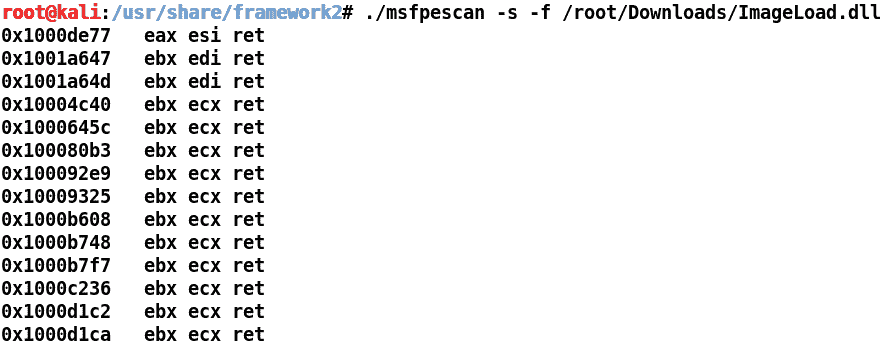 root@kali:/usr/share/framework2# ./msfpescan -s -f /root/Downloads/ImageLoad.dll
0x1000de77   eax esi ret
0x1001a647   ebx edi ret
0x1001a64d   ebx edi ret
0x10004c40   ebx ecx ret
0x1000645c   ebx ecx ret
0x100080b3   ebx ecx ret
0x100092e9   ebx ecx ret
0x10009325   ebx ecx ret
0x1000b608   ebx ecx ret
0x1000b748   ebx ecx ret
0x1000b7f7   ebx ecx ret
0x1000c236   ebx ecx ret
0x1000d1c2   ebx ecx ret
0x1000d1ca   ebx ecx ret